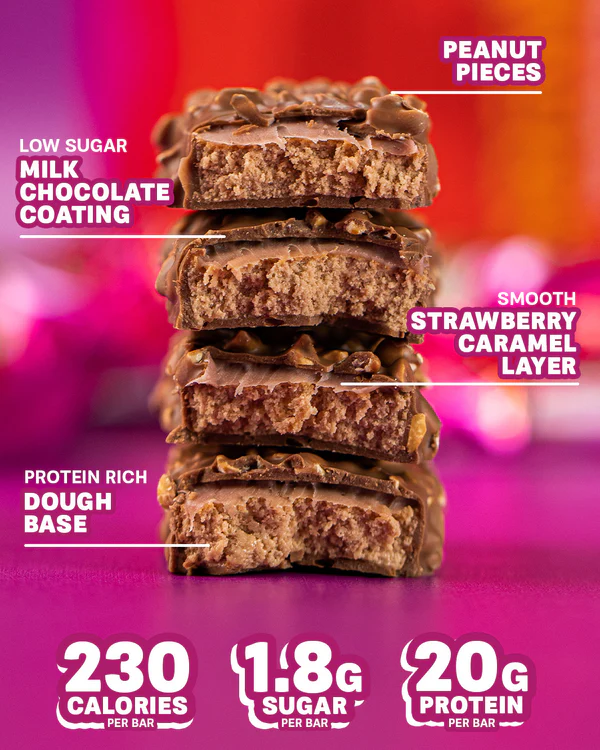 PEANUT
PIECES
LOW SUGAR
MILK
CHOCOLATE
COATING
SMOOTH
STRAWBERRY
CARAMEL
LAYER
PROTEIN RICH
DOUGH
BASE
230
CALORIES
PER BAR
1.8G
SUGAR
PER BAR
20G
PROTEIN
PER BAR